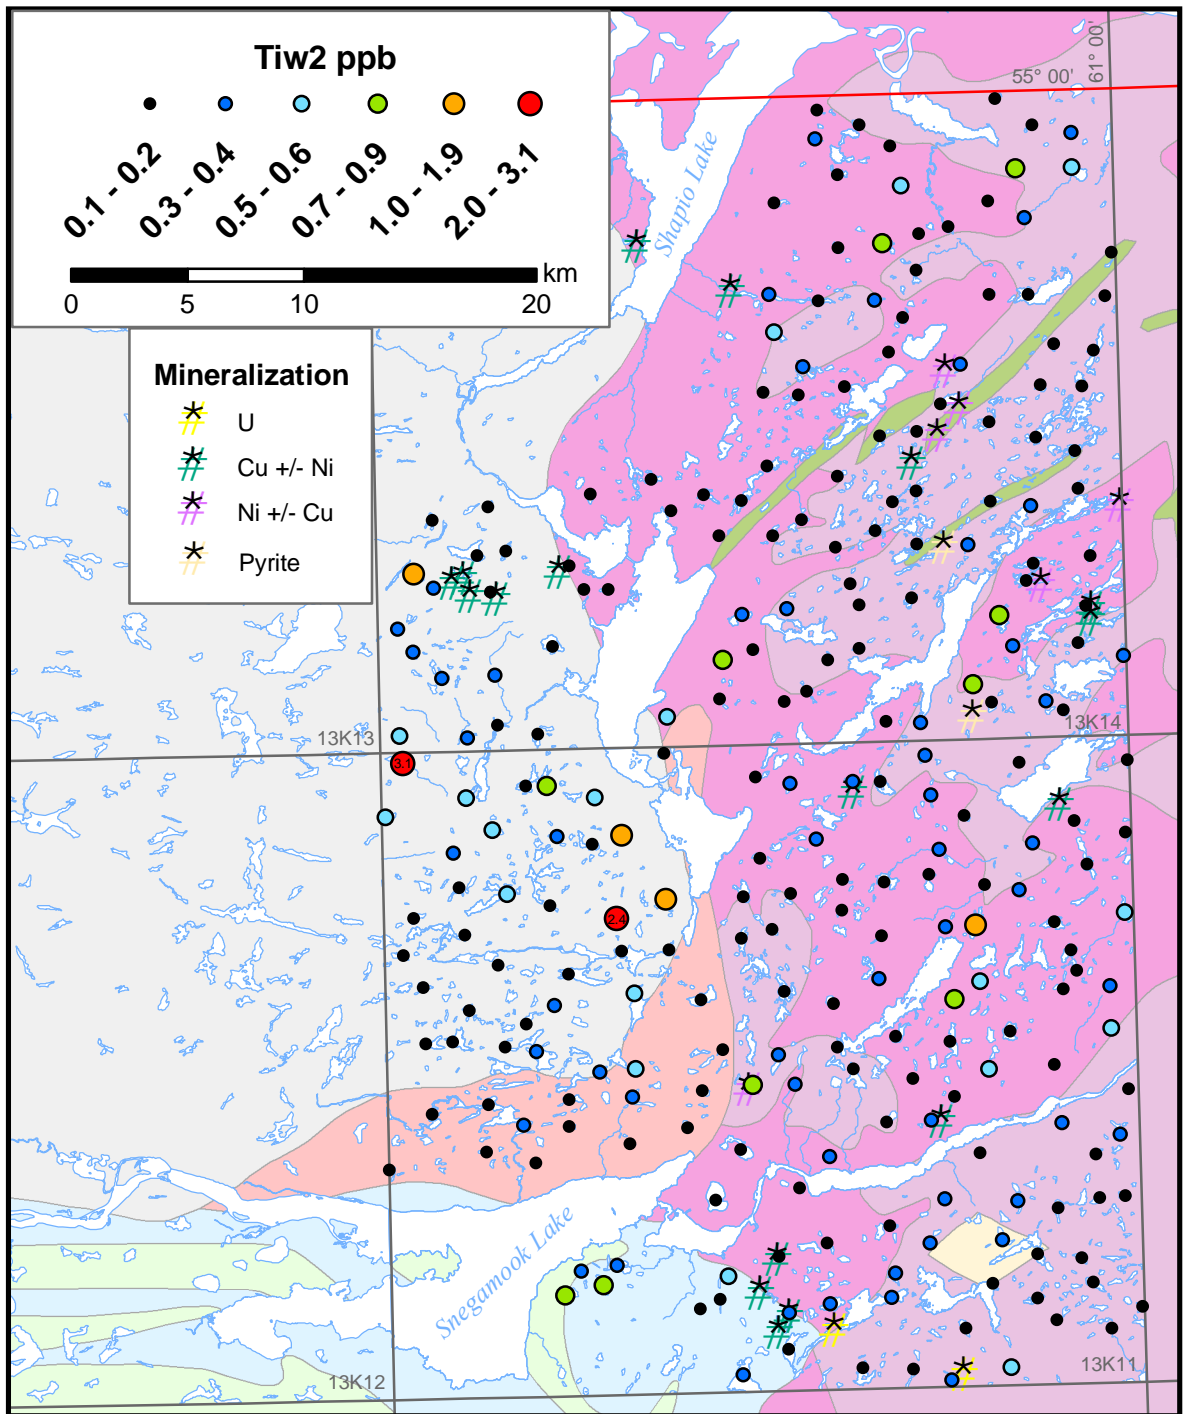 Tiw2 ppb
0.1 - 0.2
0.3 - 0.4
0.5 - 0.6
0.7 - 0.9
1.0 - 1.9
2.0 - 3.1
km
0 5 10 20
Mineralization
U
Cu +/- Ni
Ni +/- Cu
Pyrite
55° 00'
61° 00'
Shapio Lake
13K13
13K14
3.1
2.4
Snegamook Lake
13K12
13K11